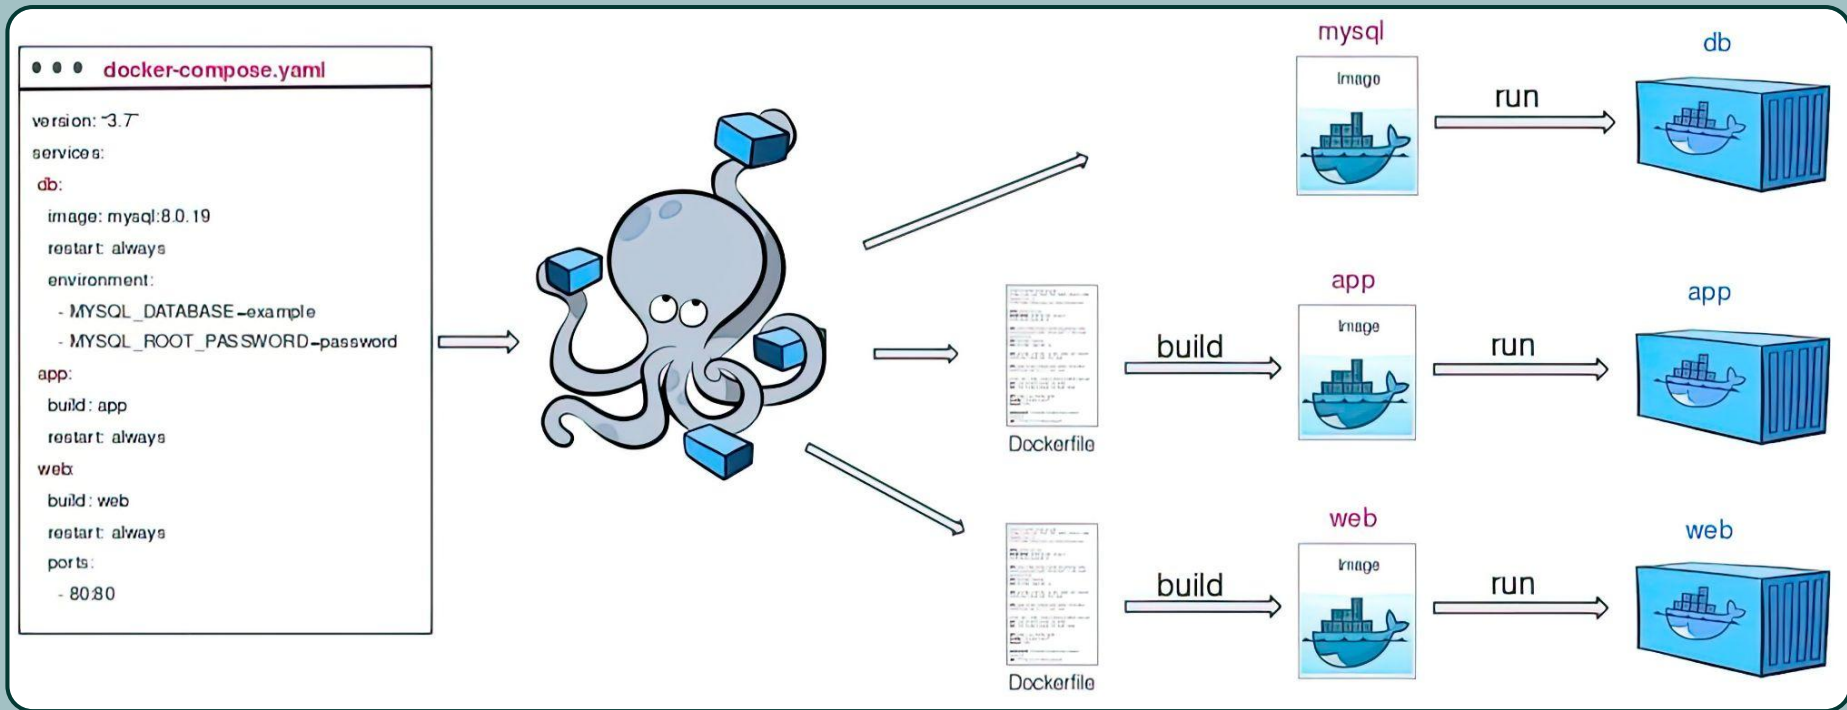 docker-compose.yaml
version: "3.7"
services:
db:
image: mysql:8.0.19
restart: always
environment:
- MYSQL_DATABASE=example
- MYSQL_ROOT_PASSWORD=password
app:
build: app
restart: always
web:
build: web
restart: always
ports:
- 80:80
mysql
Image
run
db
Dockerfile
build
app
Image
run
app
Dockerfile
build
web
Image
run
web